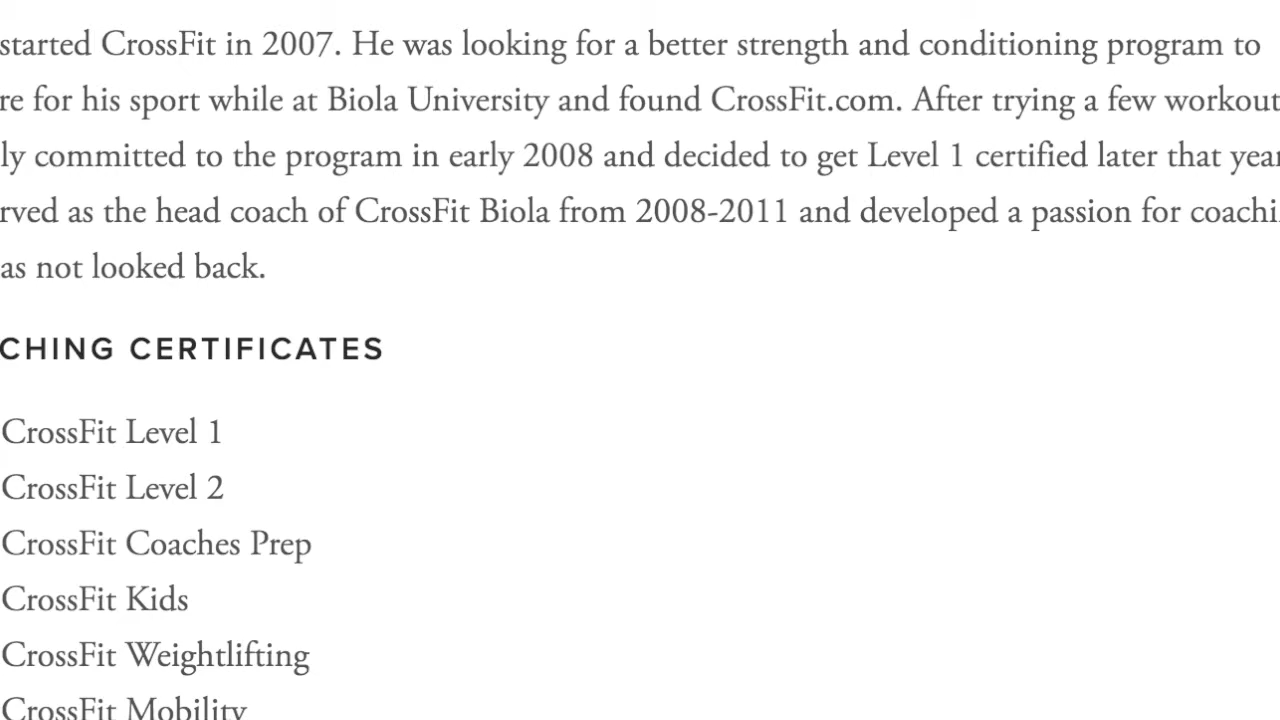 started CrossFit in 2007. He was looking for a better strength and conditioning program to
re for his sport while at Biola University and found CrossFit.com. After trying a few workout
ly committed to the program in early 2008 and decided to get Level 1 certified later that year
rved as the head coach of CrossFit Biola from 2008-2011 and developed a passion for coachi
as not looked back.
CHING CERTIFICATES
CrossFit Level 1
CrossFit Level 2
CrossFit Coaches Prep
CrossFit Kids
CrossFit Weightlifting
CrossFit Mobility